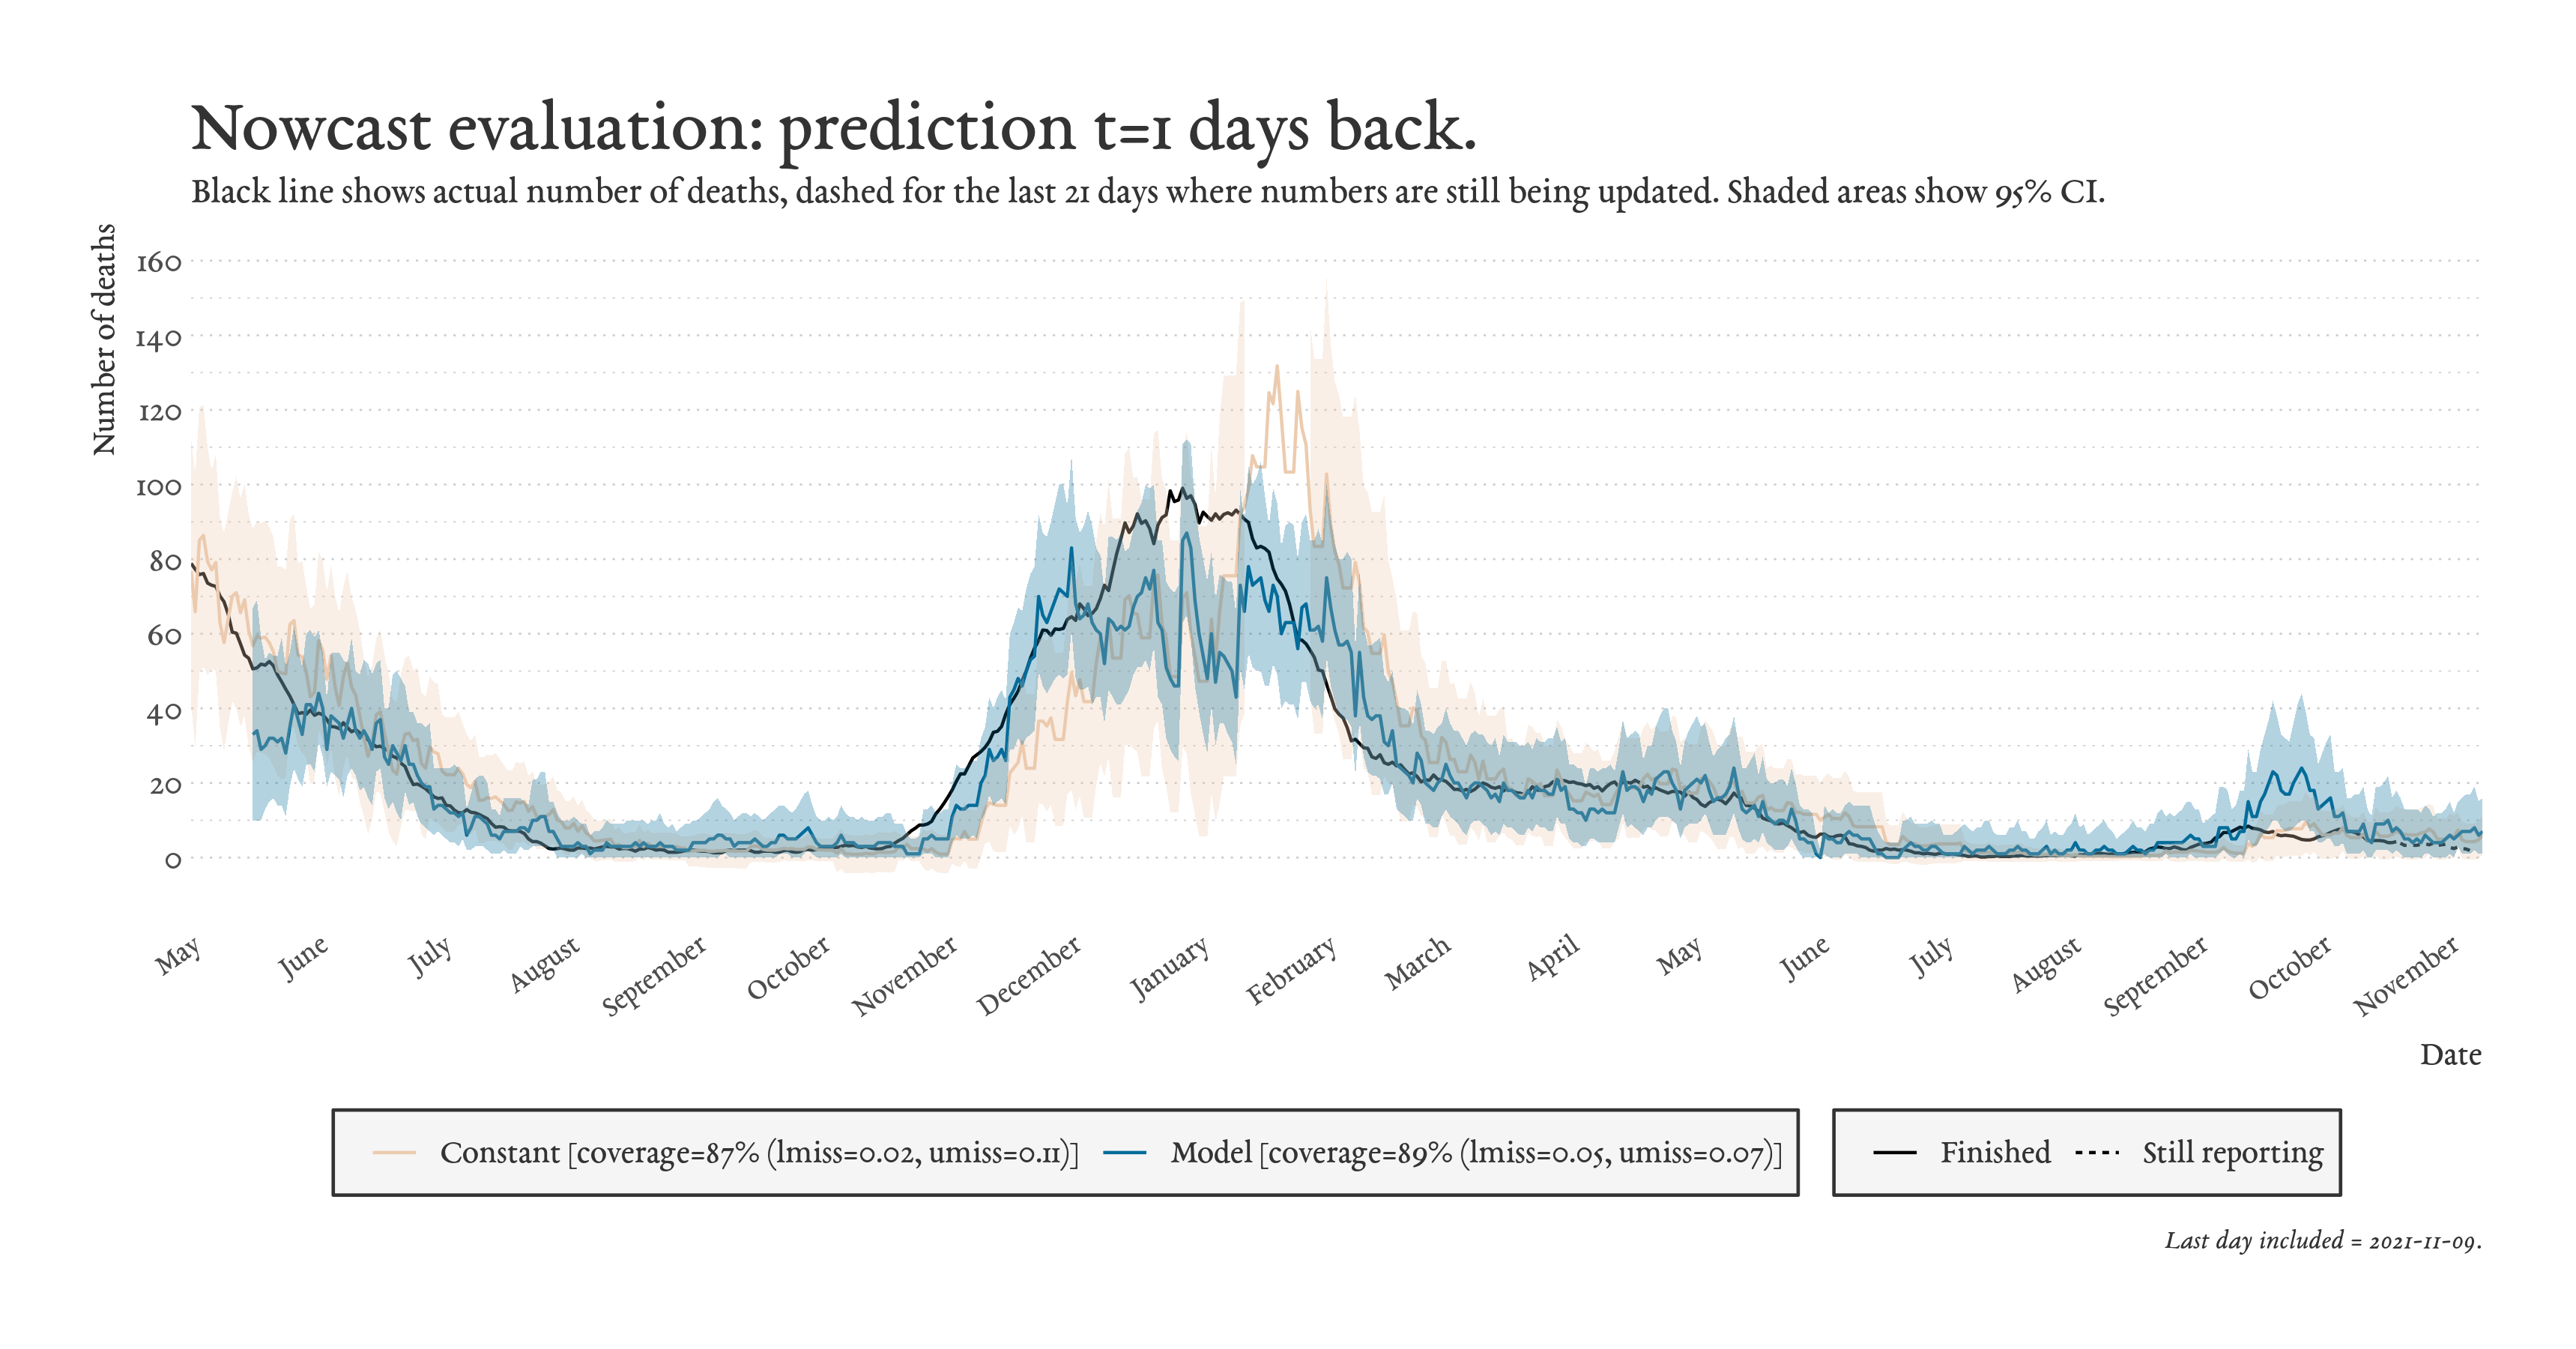 Nowcast evaluation: prediction t=1 days back.
Black line shows actual number of deaths, dashed for the last 21 days where numbers are still being updated. Shaded areas show 95% CI.
Number of deaths
160
140
120
100
80
60
40
20
0
May June July August September October November December January February March April May June July August September October November
Date
Constant [coverage=87% (lmiss=0.02, umiss=0.11)] Model [coverage=89% (lmiss=0.05, umiss=0.07)] Finished Still reporting
Last day included = 2021-11-09.